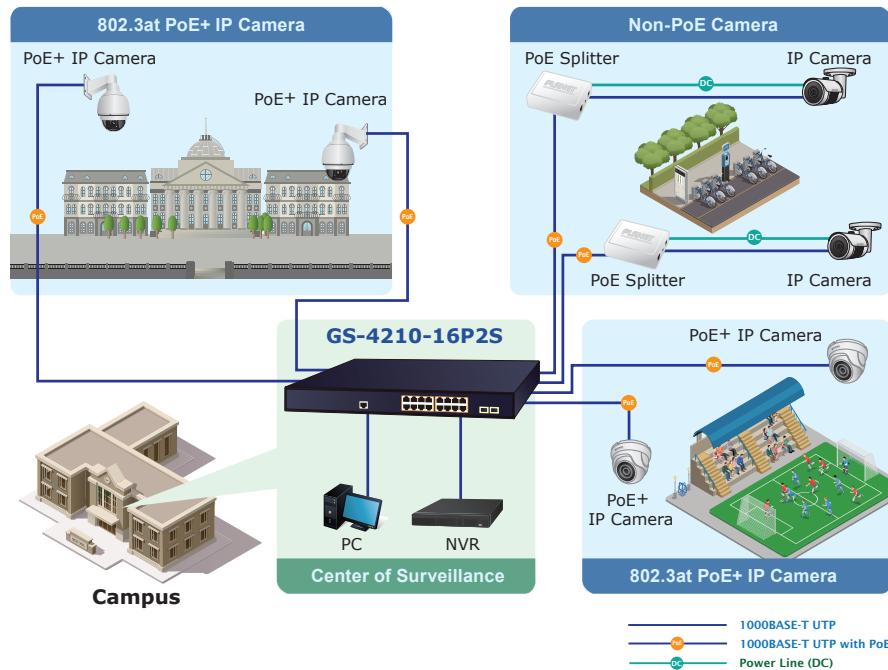 802.3at PoE+ IP Camera
PoE+ IP Camera
PoE+ IP Camera
PoE
PoE
Non-PoE Camera
PoE Splitter
IP Camera
PLANET
DC
PLANET
DC
PoE
PoE
PoE Splitter
IP Camera
GS-4210-16P2S
PC
NVR
Center of Surveillance
Campus
PoE+ IP Camera
PoE
PoE
PoE+
IP Camera
802.3at PoE+ IP Camera
1000BASE-T UTP
PoE
1000BASE-T UTP with PoE
DC
Power Line (DC)